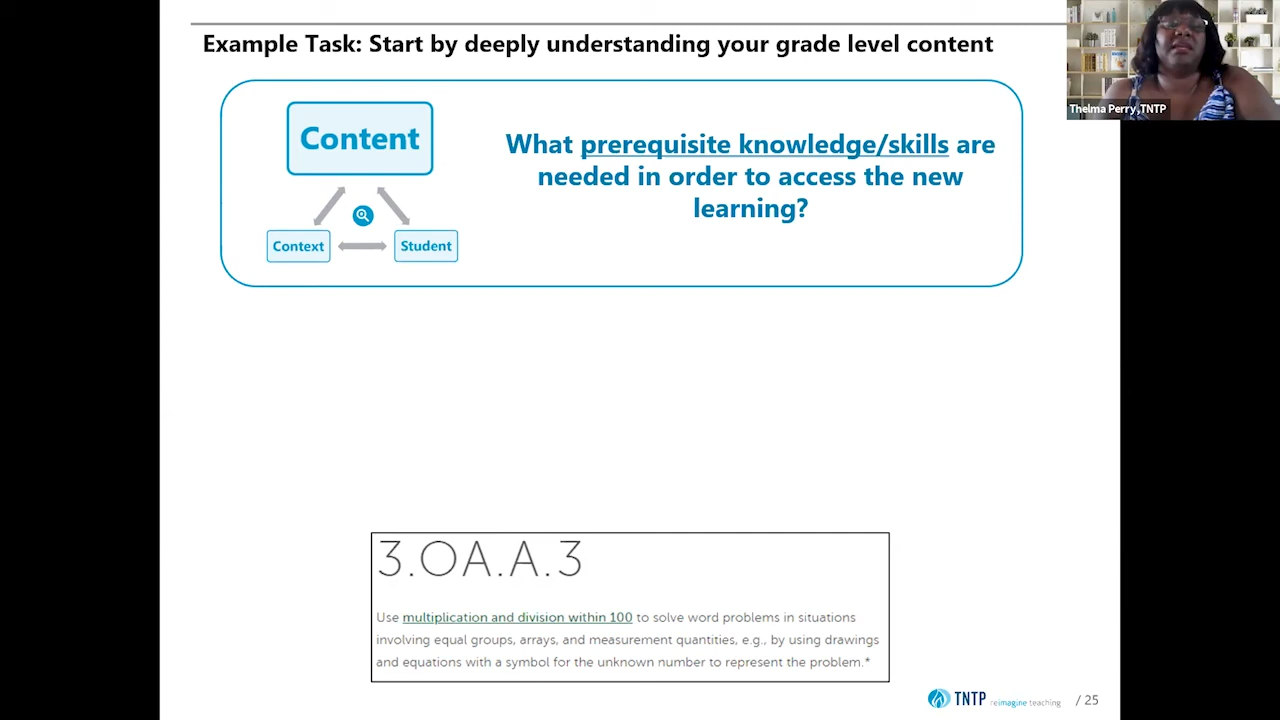 Example Task: Start by deeply understanding your grade level content
Content
Context
Student
What prerequisite knowledge/skills are
needed in order to access the new
learning?
Thelma Perry,TNTP
3.OA.A.3
Use multiplication and division within 100 to solve word problems in situations
involving equal groups, arrays, and measurement quantities, e.g., by using drawings
and equations with a symbol for the unknown number to represent the problem.*
TNTP reimagine teaching / 25